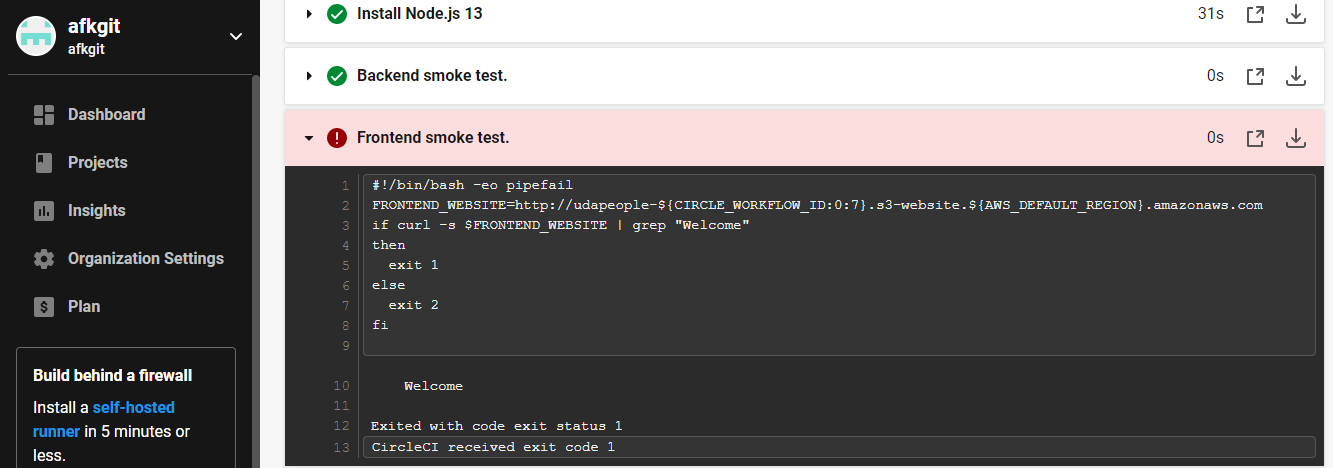 afkgit
afkgit
Dashboard
Projects
Insights
Organization Settings
Plan
Build behind a firewall
Install a self-hosted
runner in 5 minutes or
less.
Install Node.js 13
31s
Backend smoke test.
0s
Frontend smoke test.
0s
1 #!/bin/bash -eo pipefail
2 FRONTEND_WEBSITE=http://udapeople-${CIRCLE_WORKFLOW_ID:0:7}.s3-website.${AWS_DEFAULT_REGION}.amazonaws.com
3 if curl -s $FRONTEND_WEBSITE | grep "Welcome"
4 then
5   exit 1
6 else
7   exit 2
8 fi
9
10     Welcome
11
12 Exited with code exit status 1
13 CircleCI received exit code 1